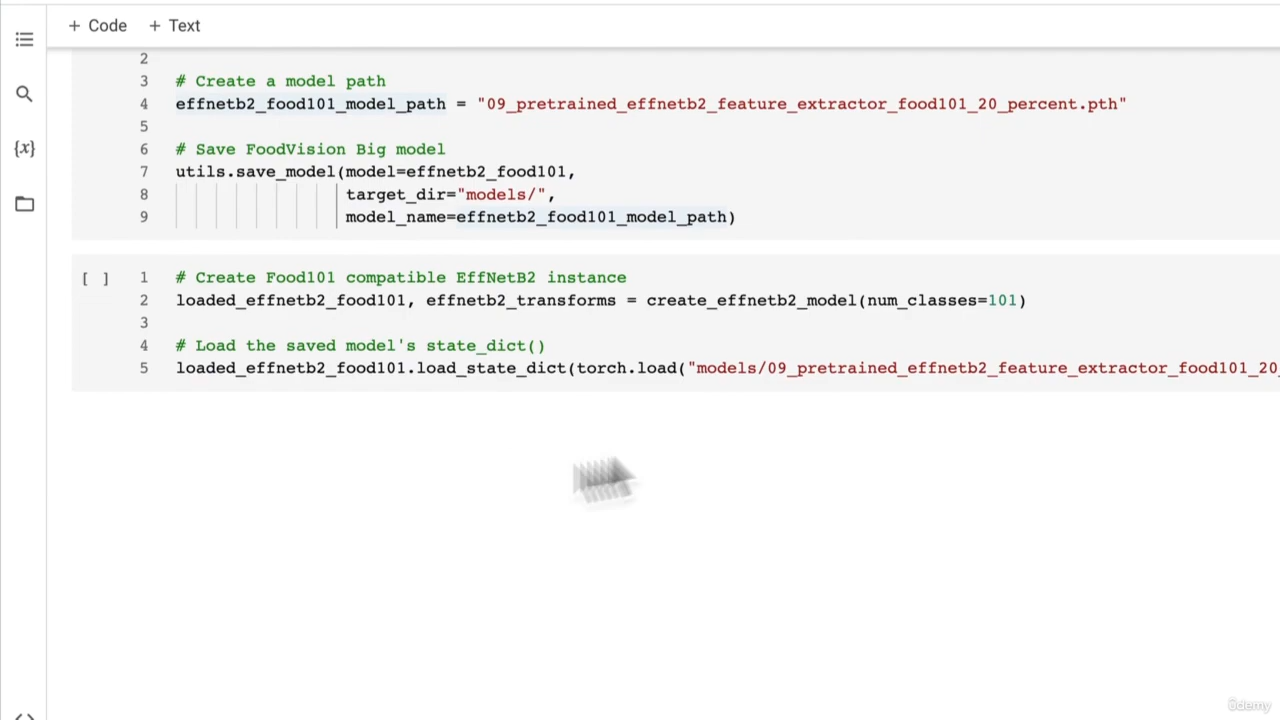 + Code + Text
{x}
2
3 # Create a model path
4 effnetb2_food101_model_path = "09_pretrained_effnetb2_feature_extractor_food101_20_percent.pth"
5
6 # Save FoodVision Big model
7 utils.save_model(model=effnetb2_food101,
8 target_dir="models/",
9 model_name=effnetb2_food101_model_path)
[ ] 1 # Create Food101 compatible EffNetB2 instance
2 loaded_effnetb2_food101, effnetb2_transforms = create_effnetb2_model(num_classes=101)
3
4 # Load the saved model's state_dict()
5 loaded_effnetb2_food101.load_state_dict(torch.load("models/09_pretrained_effnetb2_feature_extractor_food101_20_
<>
ûdemy